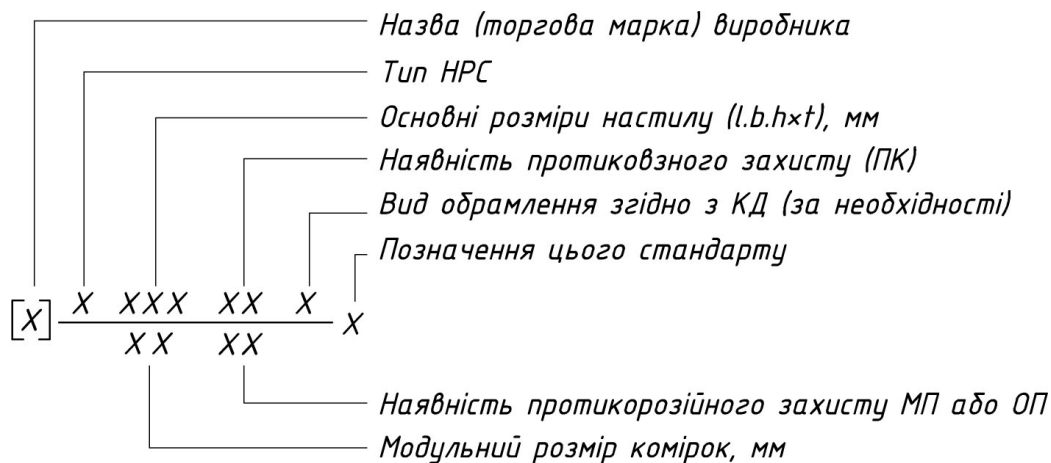 Назва (торгова марка) виробника
Тип НРС
Основні розміри настилу (l.b.h×t), мм
Наявність протиковзного захисту (ПК)
Вид обрамлення згідно з КД (за необхідності)
Позначення цього стандарту
[X] X XXX XX X X
XX XX
Наявність протикорозійного захисту МП або ОП
Модульний розмір комірок, мм